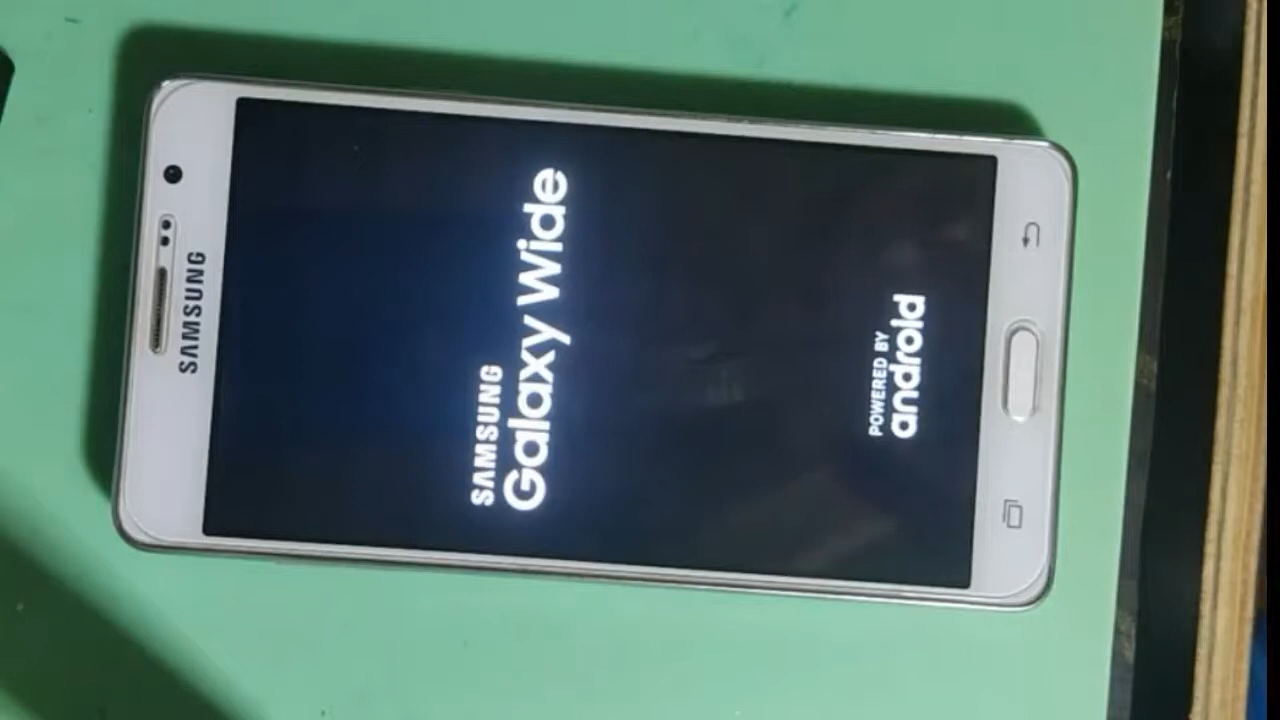 SAMSUNG
SAMSUNG
Galaxy Wide
POWERED BY
android